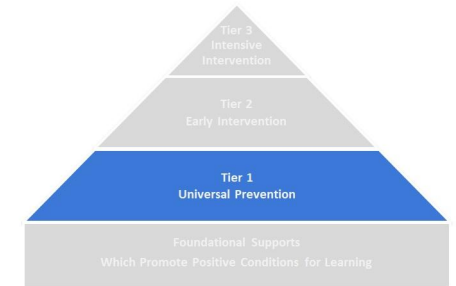 Tier 3
Intensive
Intervention
Tier 2
Early Intervention
Tier 1
Universal Prevention
Foundational Supports
Which Promote Positive Conditions for Learning